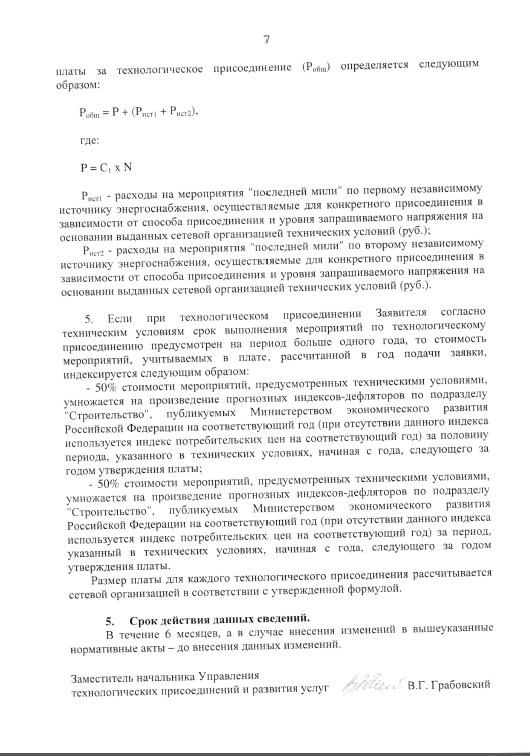 7
платы за технологическое присоединение (Робщ) определяется следующим
образом:
Робщ = Р + (Рист1 + Рист2),
где:
Р = С1 х N
Рист1 - расходы на мероприятия "последней мили" по первому независимому
источнику энергоснабжения, осуществляемые для конкретного присоединения в
зависимости от способа присоединения и уровня запрашиваемого напряжения на
основании выданных сетевой организацией технических условий (руб.);
Рист2 - расходы на мероприятия "последней мили" по второму независимому
источнику энергоснабжения, осуществляемые для конкретного присоединения в
зависимости от способа присоединения и уровня запрашиваемого напряжения на
основании выданных сетевой организацией технических условий (руб.).
5. Если при технологическом присоединении Заявителя согласно
техническим условиям срок выполнения мероприятий по технологическому
присоединению предусмотрен на период больше одного года, то стоимость
мероприятий, учитываемых в плате, рассчитанной в год подачи заявки,
индексируется следующим образом:
- 50% стоимости мероприятий, предусмотренных техническими условиями,
умножается на произведение прогнозных индексов-дефляторов по подразделу
"Строительство", публикуемых Министерством экономического развития
Российской Федерации на соответствующий год (при отсутствии данного индекса
используется индекс потребительских цен на соответствующий год) за половину
периода, указанного в технических условиях, начиная с года, следующего за
годом утверждения платы;
- 50% стоимости мероприятий, предусмотренных техническими условиями,
умножается на произведение прогнозных индексов-дефляторов по подразделу
"Строительство", публикуемых Министерством экономического развития
Российской Федерации на соответствующий год (при отсутствии данного индекса
используется индекс потребительских цен на соответствующий год) за период,
указанный в технических условиях, начиная с года, следующего за годом
утверждения платы.
Размер платы для каждого технологического присоединения рассчитывается
сетевой организацией в соответствии с утвержденной формулой.
5. Срок действия данных сведений.
В течение 6 месяцев, а в случае внесения изменений в вышеуказанные
нормативные акты – до внесения данных изменений.
Заместитель начальника Управления
технологических присоединений и развития услуг В.Г. Грабовский